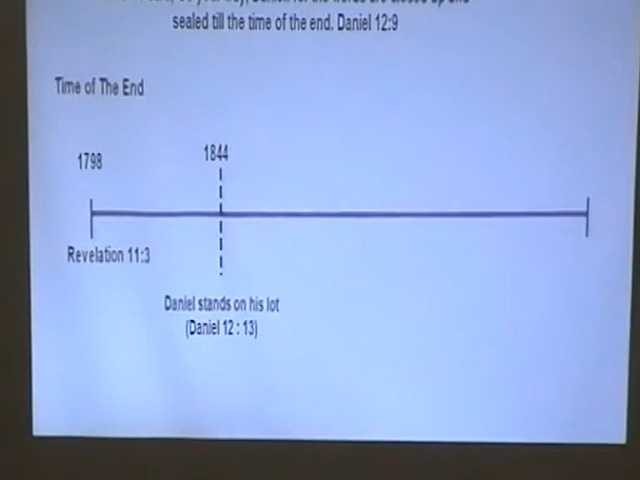 sealed till the time of the end. Daniel 12:9
Time of The End
1798
1844
Revelation 11:3
Daniel stands on his lot
(Daniel 12 : 13)